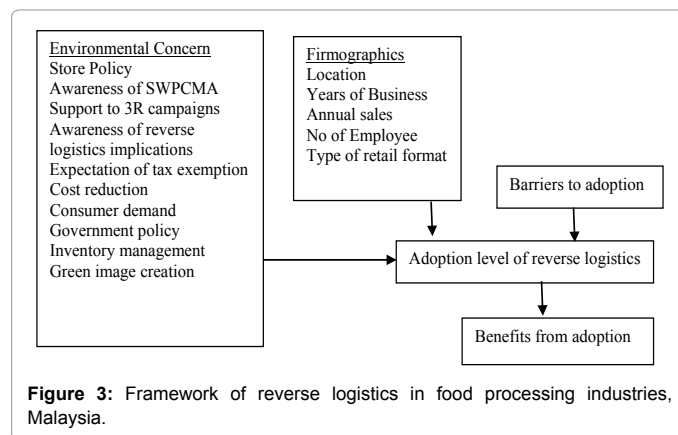 Environmental Concern
Store Policy
Awareness of SWPCMA
Support to 3R campaigns
Awareness of reverse
logistics implications
Expectation of tax exemption
Cost reduction
Consumer demand
Government policy
Inventory management
Green image creation
Firmographics
Location
Years of Business
Annual sales
No of Employee
Type of retail format
Barriers to adoption
Adoption level of reverse logistics
Benefits from adoption
Figure 3: Framework of reverse logistics in food processing industries,
Malaysia.